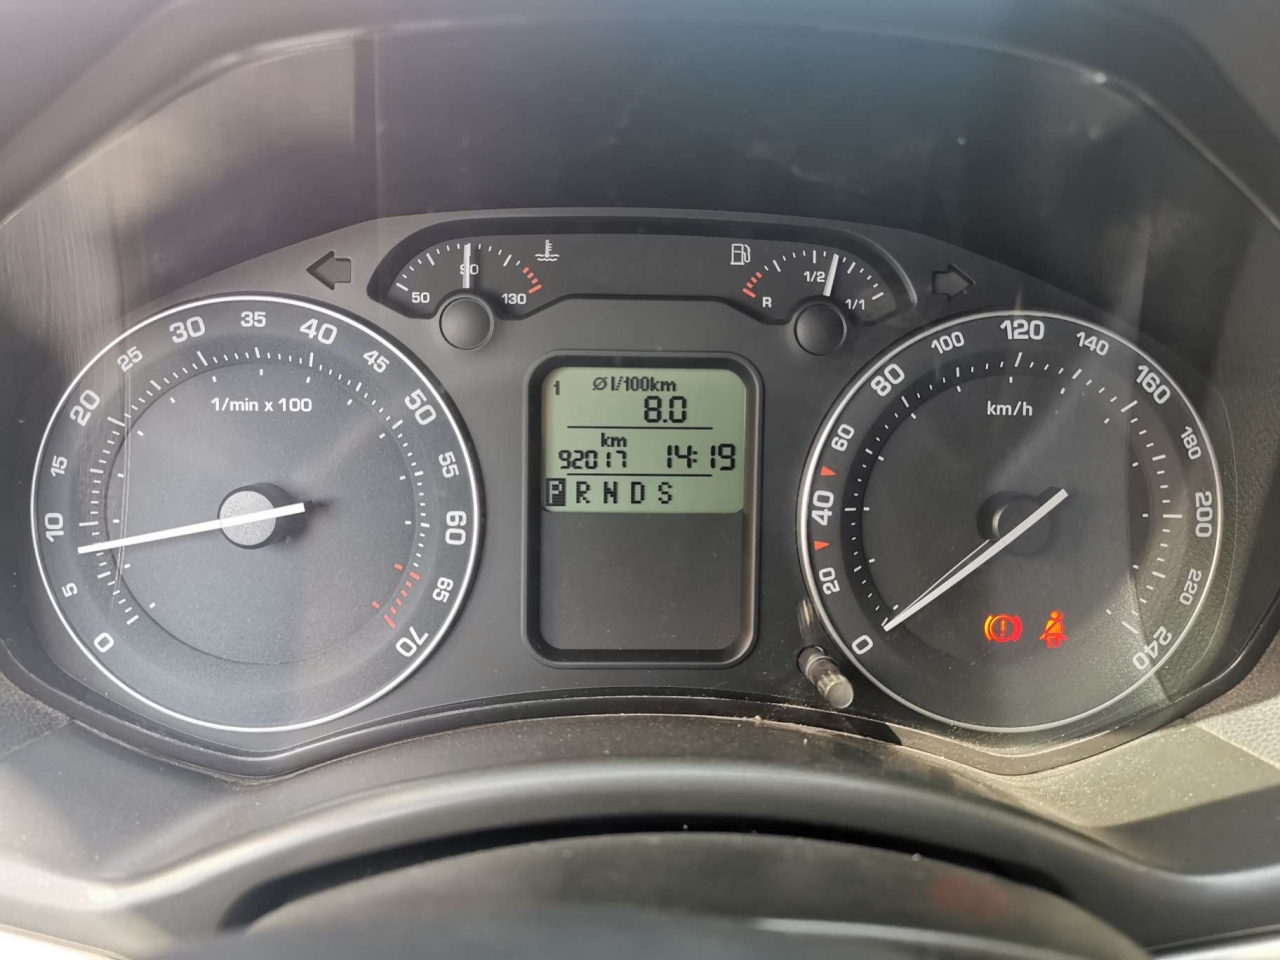 50 90 130
R 1/2 1/1
0 5 10 15 20 25 30 35 40 45 50 55 60 65 70
1/min x 100
1 Ø l/100km
8.0
km
92017 14:19
P R N D S
0 20 40 60 80 100 120 140 160 180 200 220 240
km/h